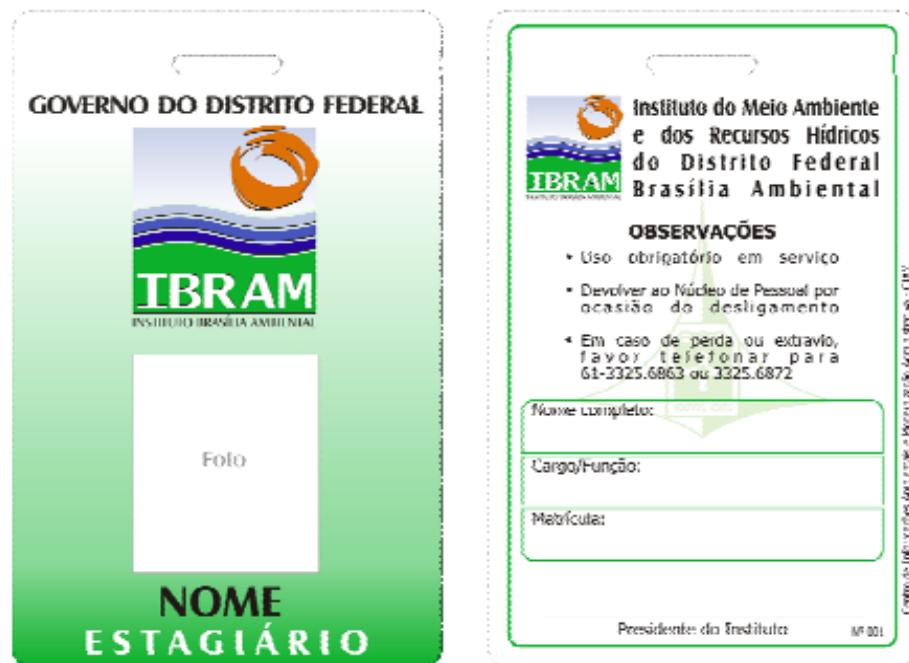 GOVERNO DO DISTRITO FEDERAL
IBRAM
INSTITUTO BRASÍLIA AMBIENTAL
Foto
NOME
ESTAGIÁRIO
Instituto do Meio Ambiente
e dos Recursos Hídricos
do Distrito Federal
Brasília Ambiental
IBRAM
INSTITUTO BRASÍLIA AMBIENTAL
OBSERVAÇÕES
• Uso obrigatório em serviço
• Devolver ao Núcleo de Pessoal por
ocasião do desligamento
• Em caso de perda ou extravio,
favor telefonar para
61-3325.6863 ou 3325.6872
Nome completo:
Cargo/Função:
Matrícula:
Presidente do Instituto
Nº 001